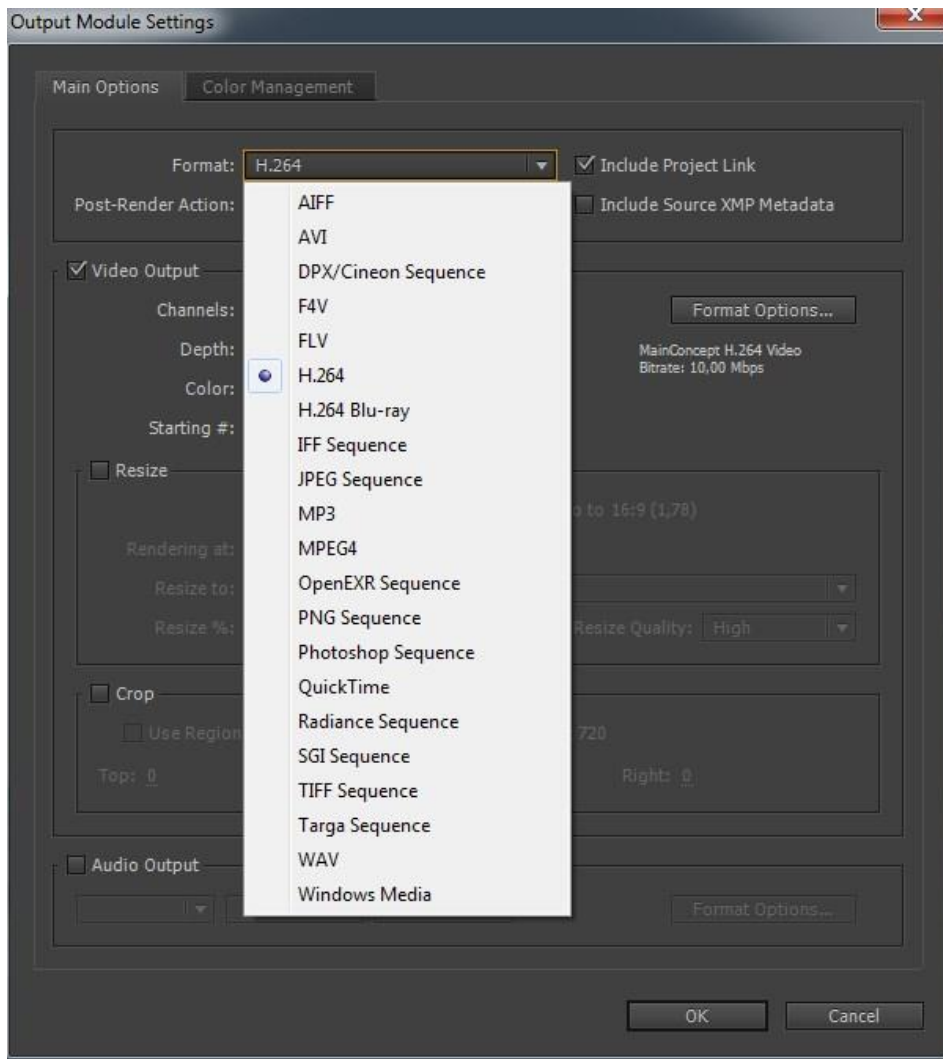 Output Module Settings
Main Options Color Management
Format: H.264 Include Project Link
Post-Render Action: Include Source XMP Metadata
AIFF
AVI
DPX/Cineon Sequence
F4V
FLV
H.264
H.264 Blu-ray
IFF Sequence
JPEG Sequence
MP3
MPEG4
OpenEXR Sequence
PNG Sequence
Photoshop Sequence
QuickTime
Radiance Sequence
SGI Sequence
TIFF Sequence
Targa Sequence
WAV
Windows Media
Video Output
Channels: Format Options...
Depth: MainConcept H.264 Video
Bitrate: 10,00 Mbps
Color:
Starting #:
Resize
to 16:9 (1,78)
Rendering at:
Resize to:
Resize %: Resize Quality: High
Crop
Use Region 720
Top: 0 Right: 0
Audio Output
Format Options...
OK Cancel